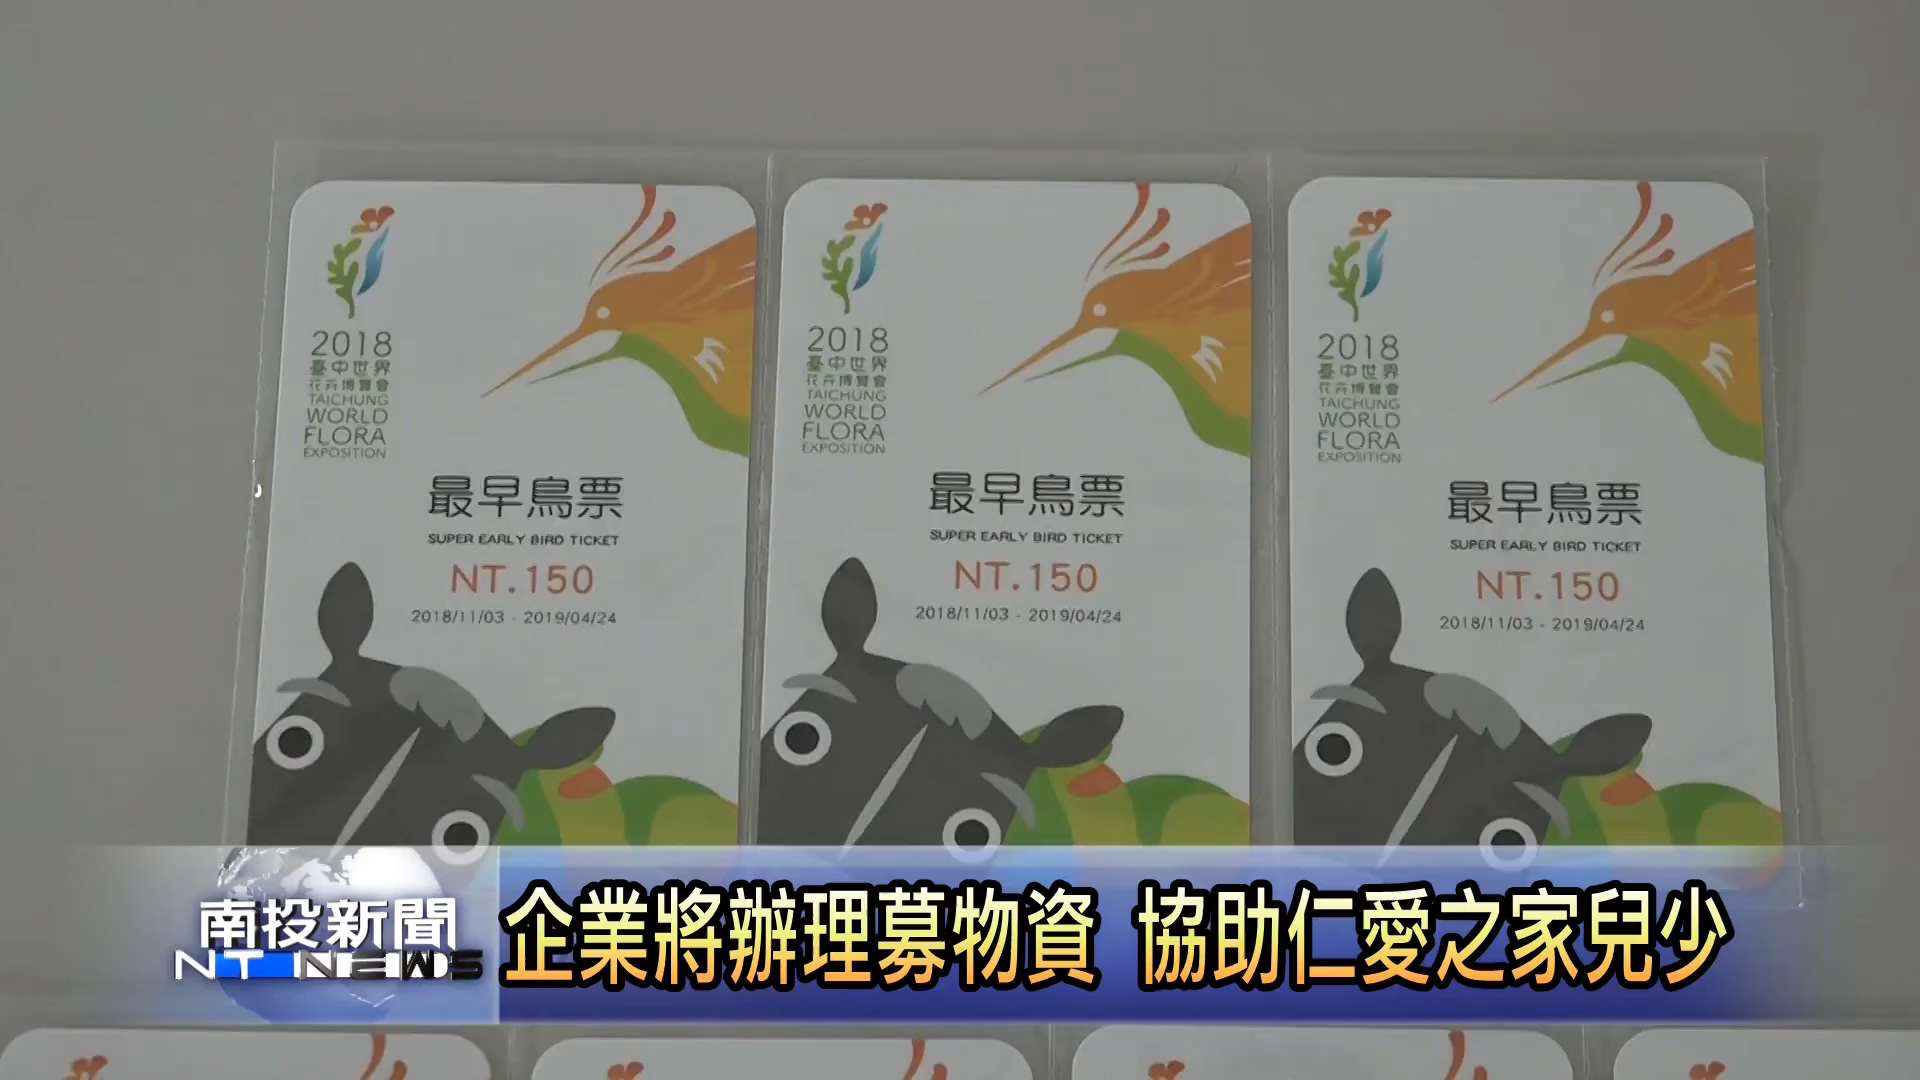 2018
臺中世界
花卉博覽會
TAICHUNG
WORLD
FLORA
EXPOSITION
最早鳥票
SUPER EARLY BIRD TICKET
NT.150
2018/11/03 - 2019/04/24
2018
臺中世界
花卉博覽會
TAICHUNG
WORLD
FLORA
EXPOSITION
最早鳥票
SUPER EARLY BIRD TICKET
NT.150
2018/11/03 - 2019/04/24
2018
臺中世界
花卉博覽會
TAICHUNG
WORLD
FLORA
EXPOSITION
最早鳥票
SUPER EARLY BIRD TICKET
NT.150
2018/11/03 - 2019/04/24
南投新聞
NT NEWS
企業將辦理募物資 協助仁愛之家兒少